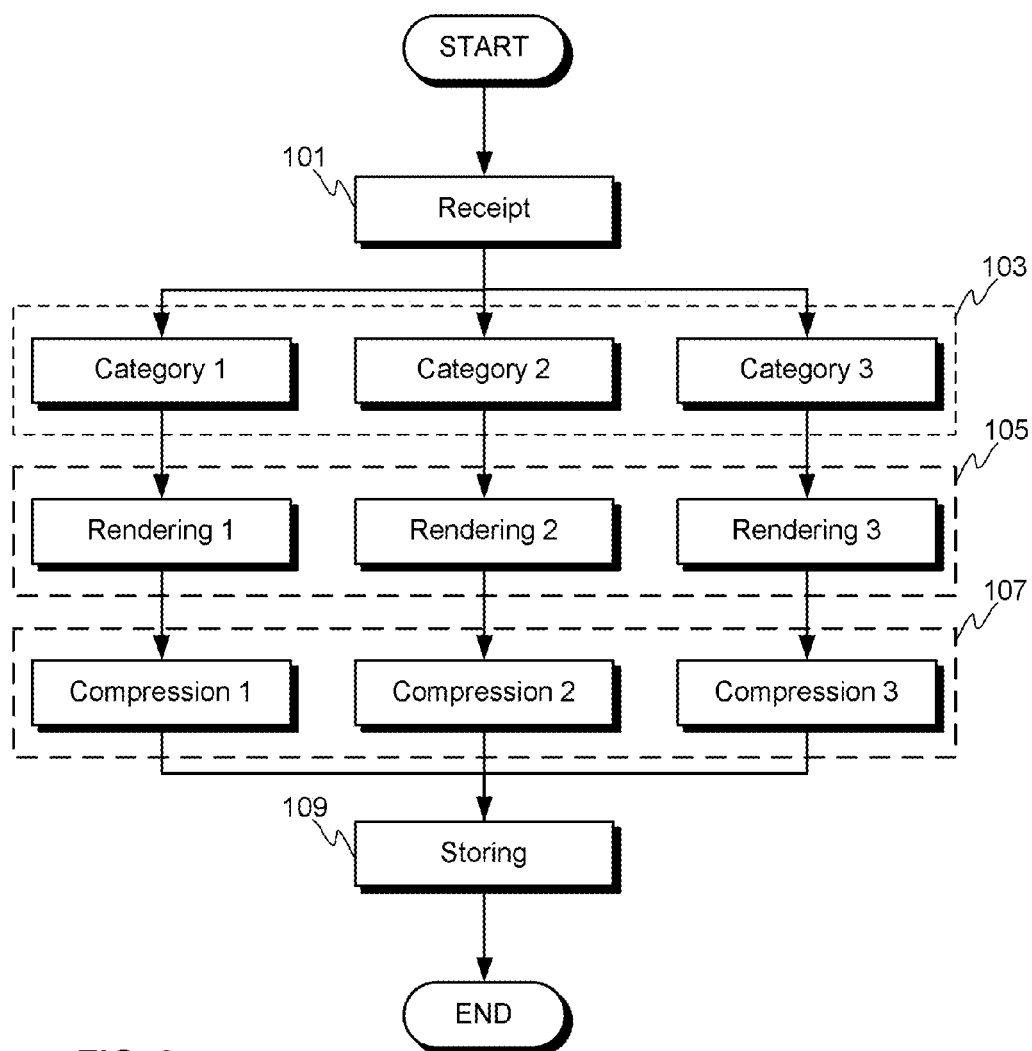 START
101
Receipt
103
Category 1
Category 2
Category 3
105
Rendering 1
Rendering 2
Rendering 3
107
Compression 1
Compression 2
Compression 3
109
Storing
END